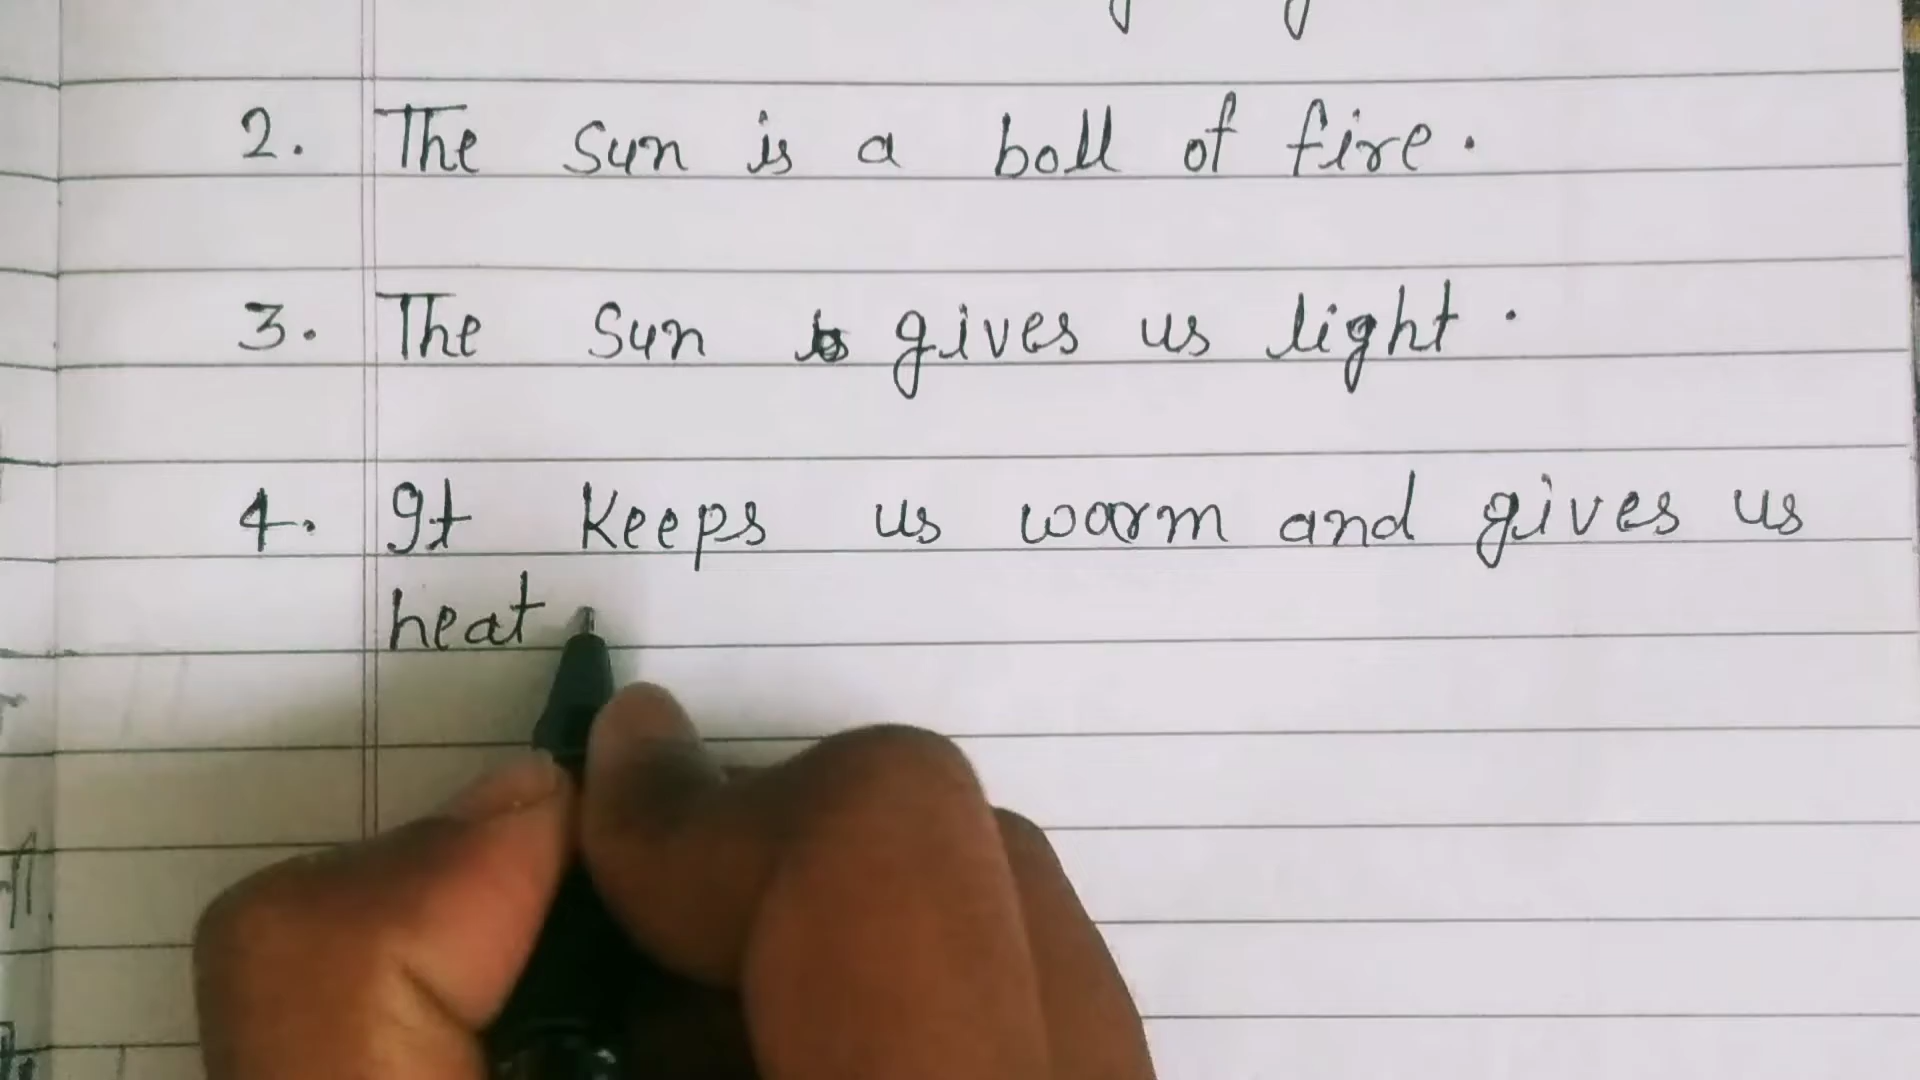 2. The Sun is a ball of fire.
3. The Sun gives us light.
4. It keeps us warm and gives us
heat